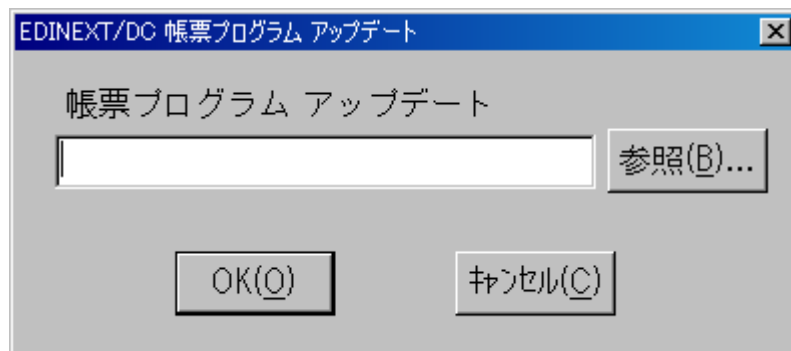 EDINEXT/DC 帳票プログラム アップデート
帳票プログラム アップデート
参照(B)...
OK(O)
ｷｬﾝｾﾙ(C)